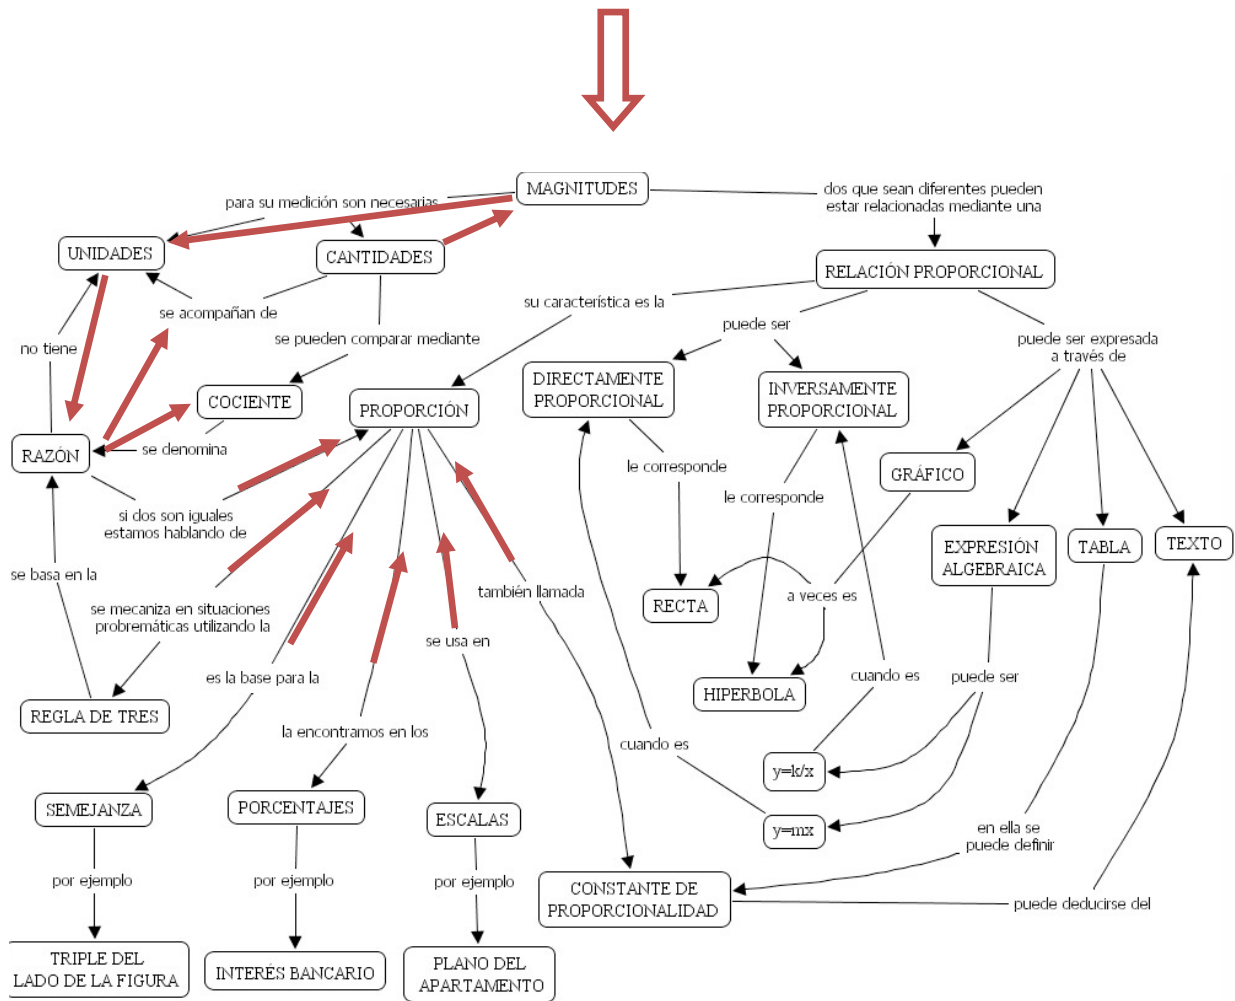 MAGNITUDES
para su medición son necesarias
dos que sean diferentes pueden
estar relacionadas mediante una
UNIDADES
CANTIDADES
RELACIÓN PROPORCIONAL
su característica es la
se acompañan de
puede ser
no tiene
se pueden comparar mediante
puede ser expresada
a través de
DIRECTAMENTE
PROPORCIONAL
INVERSAMENTE
PROPORCIONAL
COCIENTE
PROPORCIÓN
RAZÓN
se denomina
le corresponde
GRÁFICO
le corresponde
si dos son iguales
estamos hablando de
EXPRESIÓN
ALGEBRAICA
TABLA
TEXTO
se basa en la
también llamada
a veces es
RECTA
se mecaniza en situaciones
probremáticas utilizando la
se usa en
es la base para la
cuando es
puede ser
HIPERBOLA
REGLA DE TRES
la encontramos en los
cuando es
y=k/x
SEMEJANZA
PORCENTAJES
ESCALAS
y=mx
en ella se
puede definir
por ejemplo
por ejemplo
por ejemplo
CONSTANTE DE
PROPORCIONALIDAD
puede deducirse del
TRIPLE DEL
LADO DE LA FIGURA
INTERÉS BANCARIO
PLANO DEL
APARTAMENTO